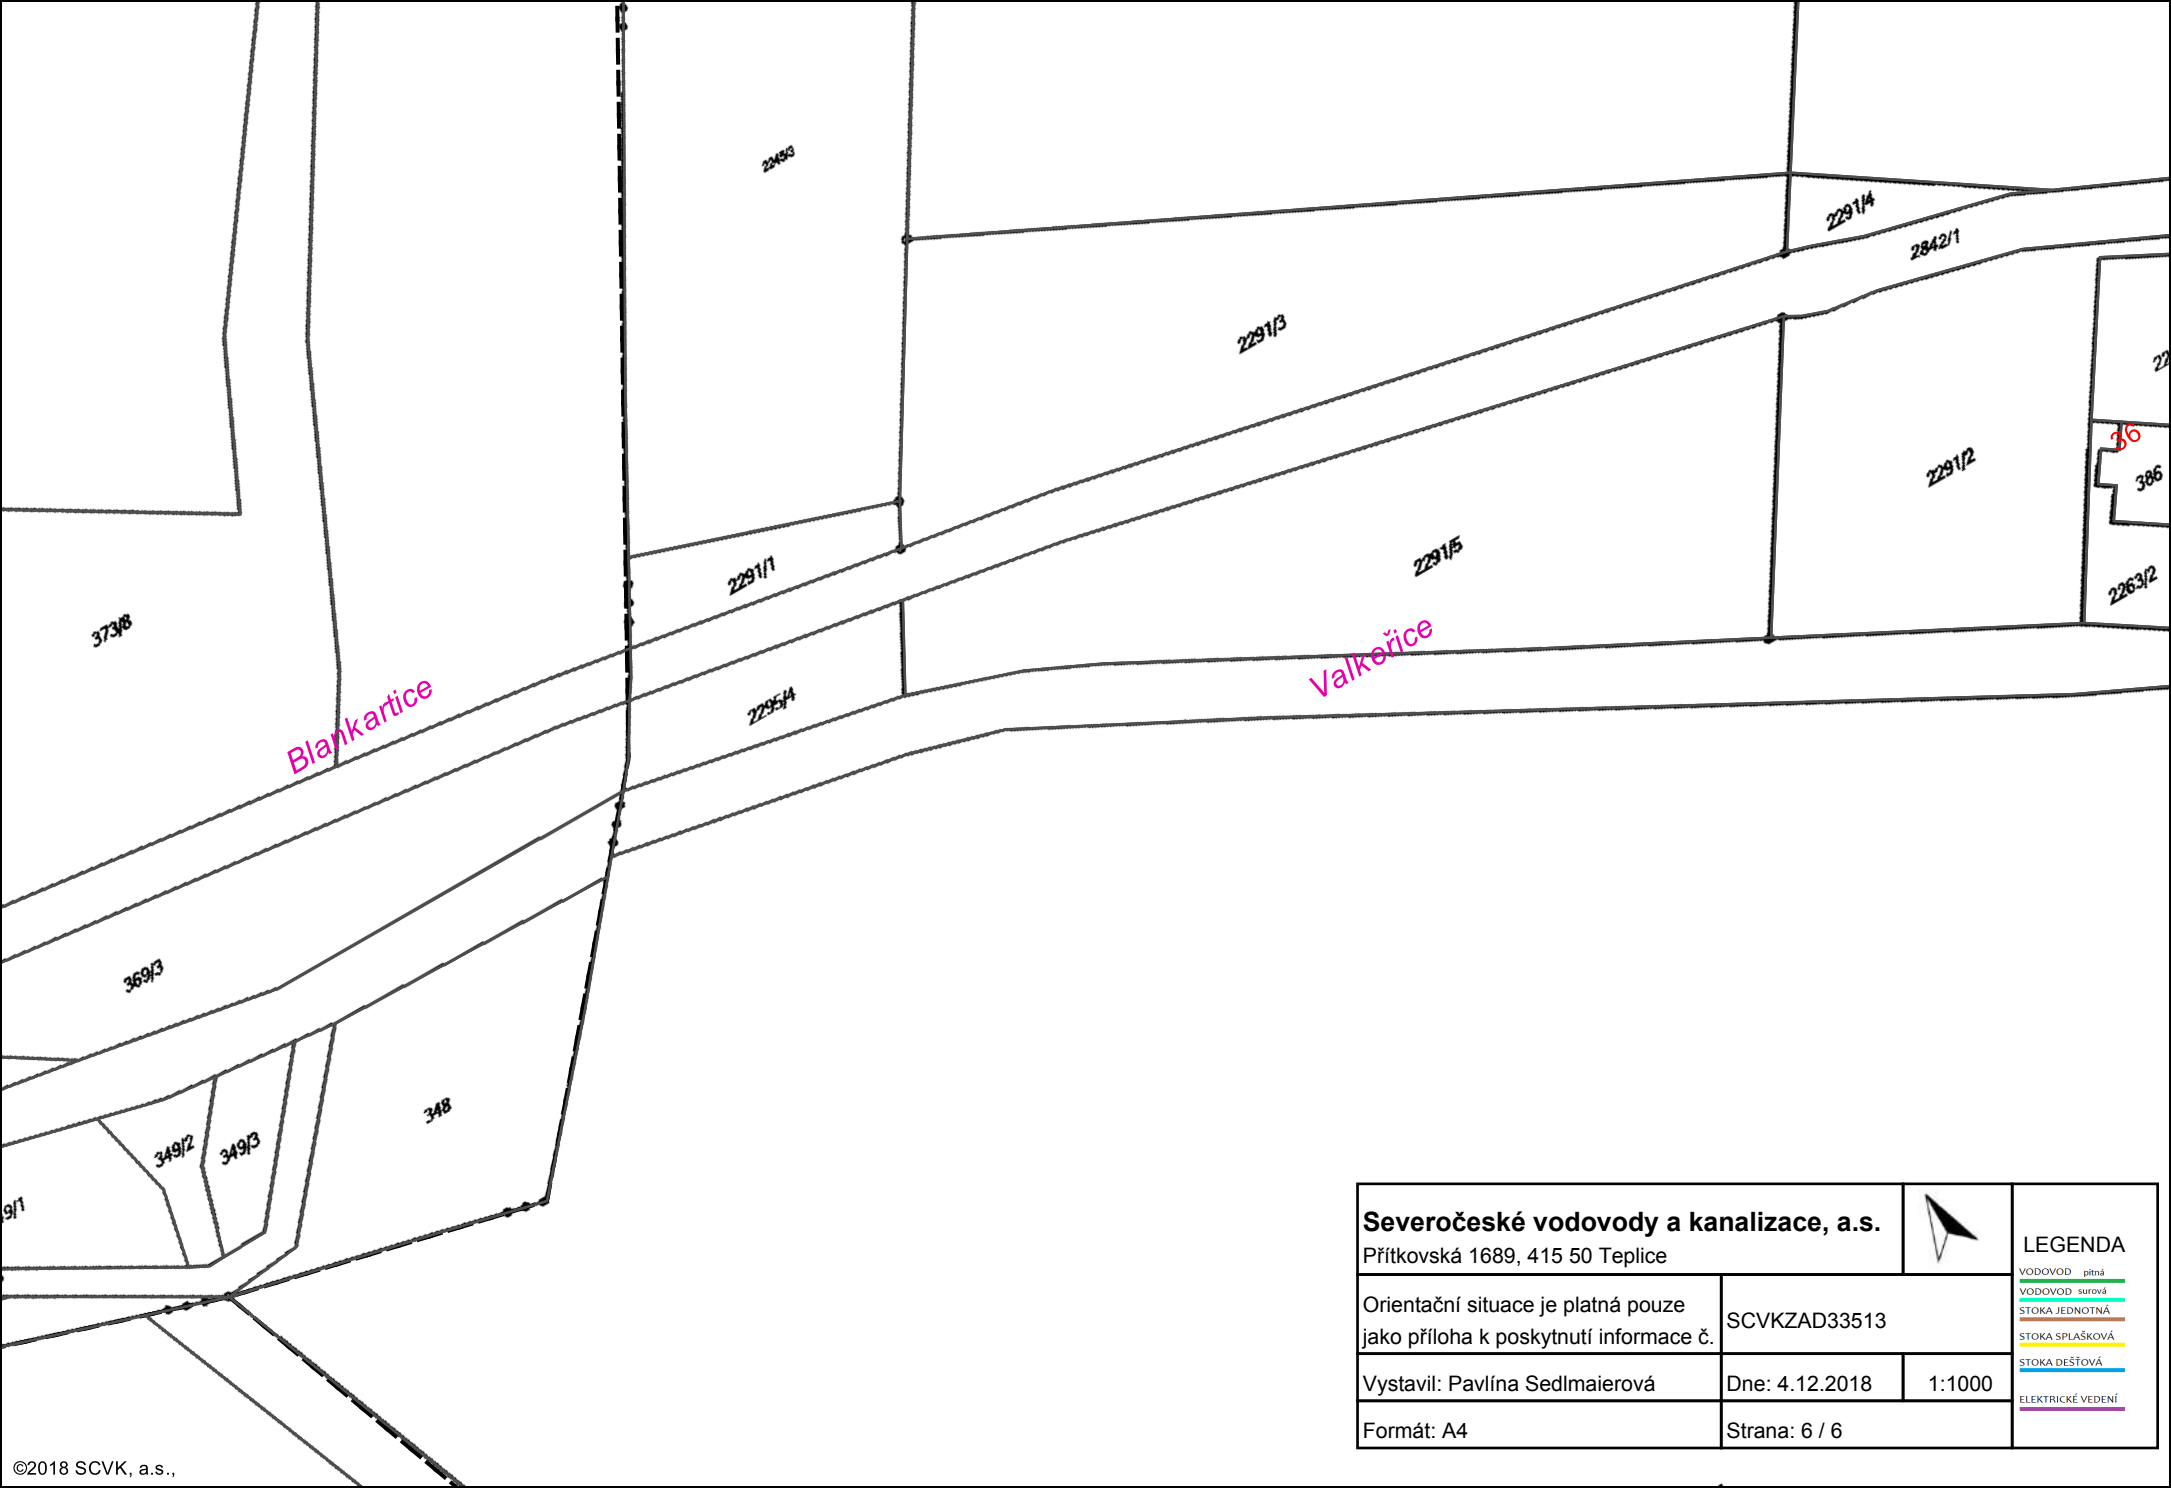 2245/3
2291/4
2842/1
2291/3
22
36
386
2291/2
2291/5
2291/1
2263/2
373/8
Valkeřice
Blankartice
2295/4
369/3
348
349/2
349/3
9/1
Severočeské vodovody a kanalizace, a.s.
Přítkovská 1689, 415 50 Teplice
Orientační situace je platná pouze
jako příloha k poskytnutí informace č.
SCVKZAD33513
Vystavil: Pavlína Sedlmaierová
Dne: 4.12.2018
1:1000
Formát: A4
Strana: 6 / 6
LEGENDA
VODOVOD pitná
VODOVOD surová
STOKA JEDNOTNÁ
STOKA SPLAŠKOVÁ
STOKA DEŠŤOVÁ
ELEKTRICKÉ VEDENÍ
©2018 SCVK, a.s.,